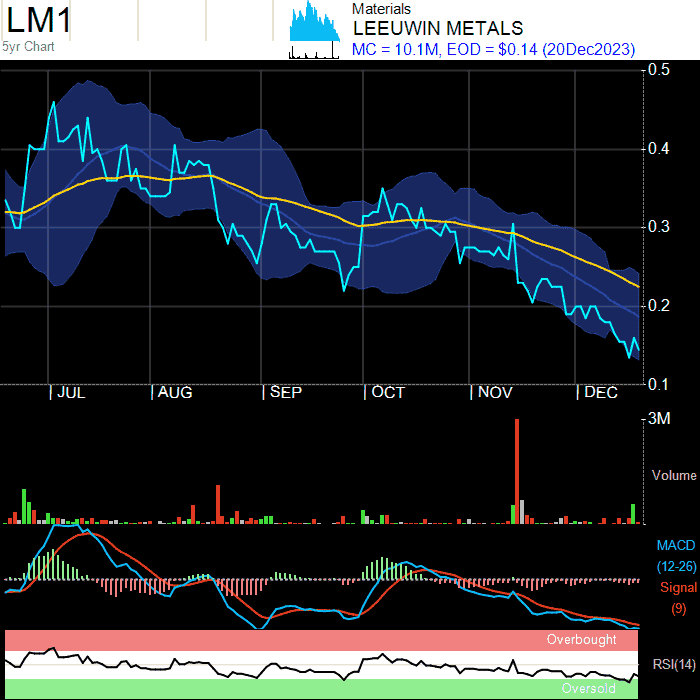 LM1
5yr Chart
Materials
LEEUWIN METALS
MC = 10.1M, EOD = $0.14 (20Dec2023)
0.5
0.4
0.3
0.2
0.1
| JUL | AUG | SEP | OCT | NOV | DEC
3M
Volume
MACD
(12-26)
Signal
(9)
Overbought
RSI(14)
Oversold